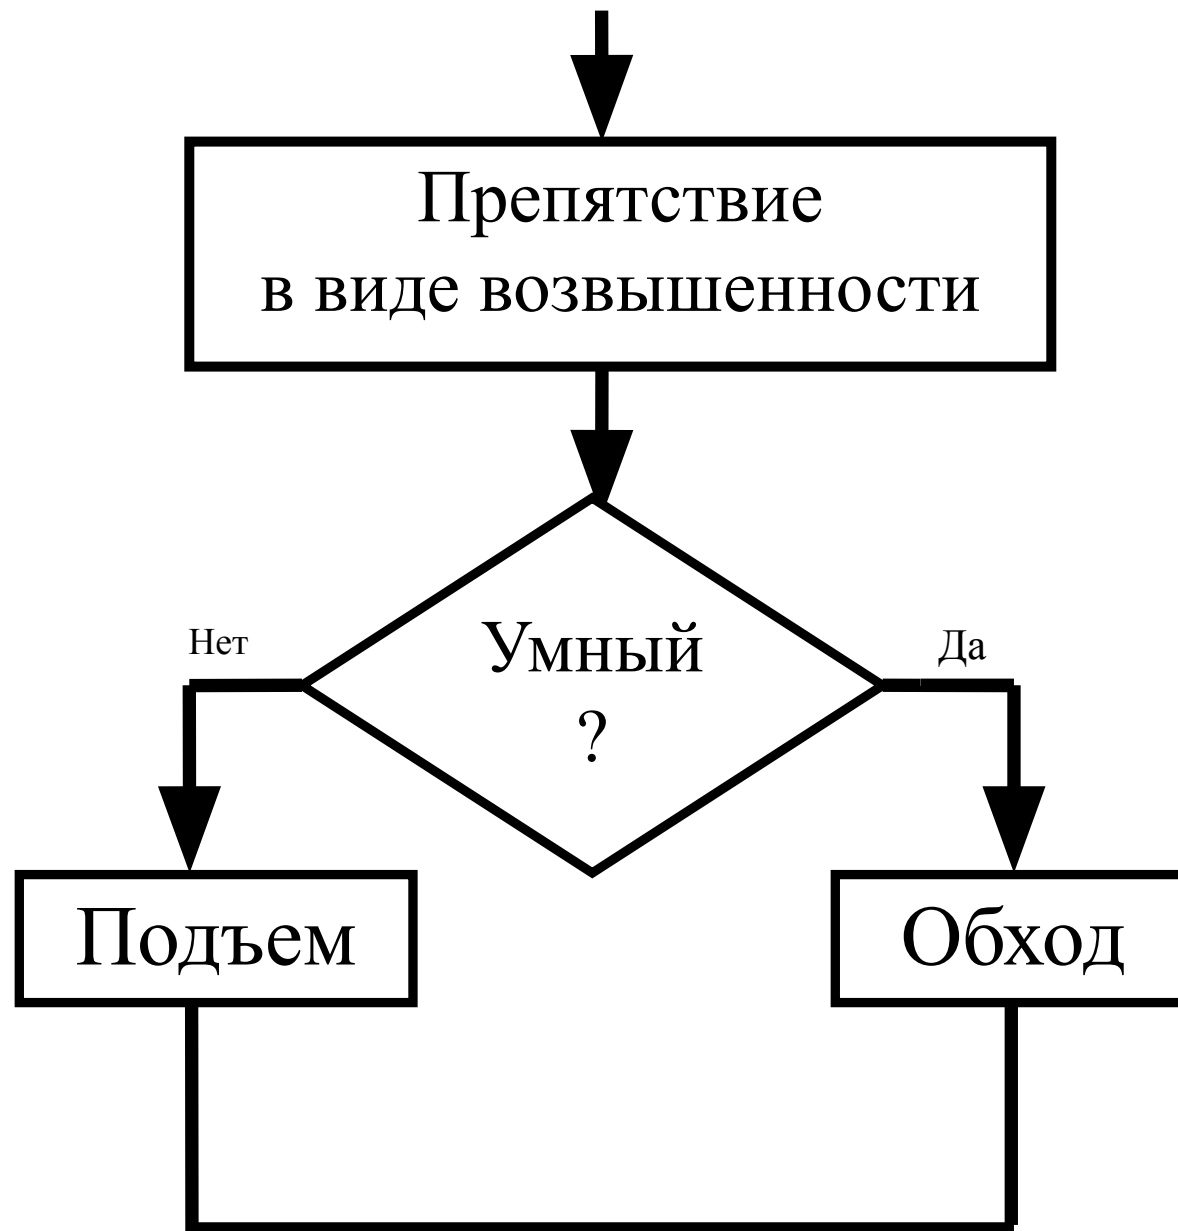 Препятствие
в виде возвышенности
Умный
?
Нет
Да
Подъем
Обход